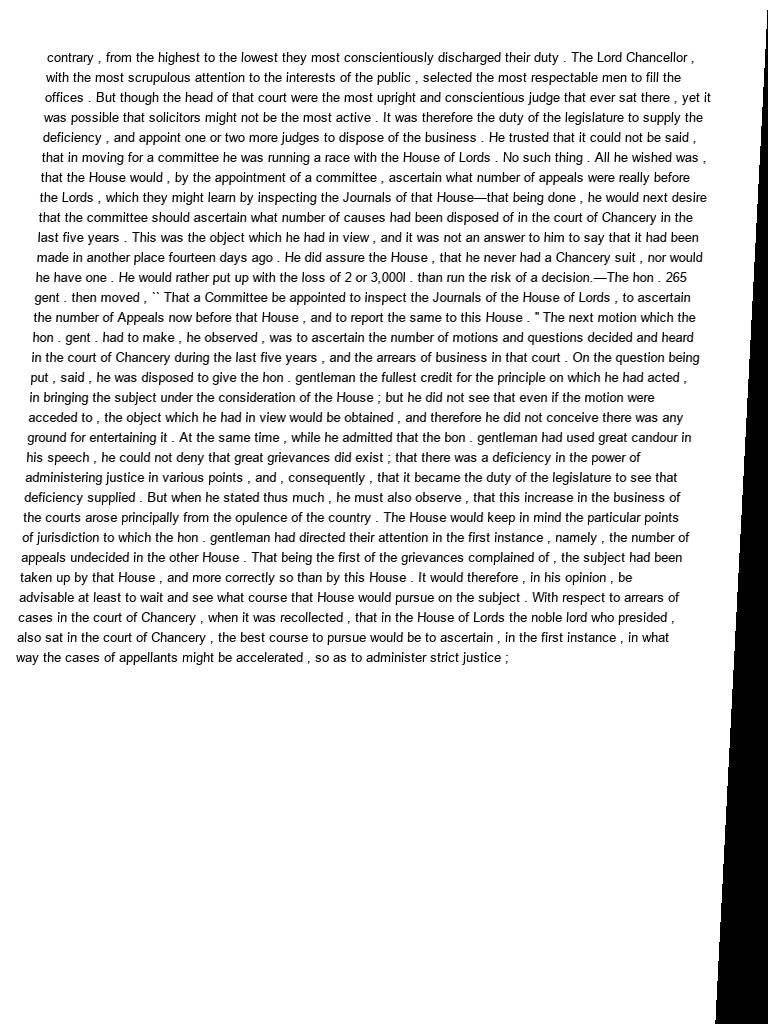 contrary , from the highest to the lowest they most conscientiously discharged their duty . The Lord Chancellor ,
with the most scrupulous attention to the interests of the public , selected the most respectable men to fill the
offices . But though the head of that court were the most upright and conscientious judge that ever sat there , yet it
was possible that solicitors might not be the most active . It was therefore the duty of the legislature to supply the
deficiency , and appoint one or two more judges to dispose of the business . He trusted that it could not be said ,
that in moving for a committee he was running a race with the House of Lords . No such thing . All he wished was ,
that the House would , by the appointment of a committee , ascertain what number of appeals were really before
the Lords , which they might learn by inspecting the Journals of that House—that being done , he would next desire
that the committee should ascertain what number of causes had been disposed of in the court of Chancery in the
last five years . This was the object which he had in view , and it was not an answer to him to say that it had been
made in another place fourteen days ago . He did assure the House , that he never had a Chancery suit , nor would
he have one . He would rather put up with the loss of 2 or 3,000l . than run the risk of a decision.—The hon . 265
gent . then moved , `` That a Committee be appointed to inspect the Journals of the House of Lords , to ascertain
the number of Appeals now before that House , and to report the same to this House . " The next motion which the
hon . gent . had to make , he observed , was to ascertain the number of motions and questions decided and heard
in the court of Chancery during the last five years , and the arrears of business in that court . On the question being
put , said , he was disposed to give the hon . gentleman the fullest credit for the principle on which he had acted ,
in bringing the subject under the consideration of the House ; but he did not see that even if the motion were
acceded to , the object which he had in view would be obtained , and therefore he did not conceive there was any
ground for entertaining it . At the same time , while he admitted that the bon . gentleman had used great candour in
his speech , he could not deny that great grievances did exist ; that there was a deficiency in the power of
administering justice in various points , and , consequently , that it became the duty of the legislature to see that
deficiency supplied . But when he stated thus much , he must also observe , that this increase in the business of
the courts arose principally from the opulence of the country . The House would keep in mind the particular points
of jurisdiction to which the hon . gentleman had directed their attention in the first instance , namely , the number of
appeals undecided in the other House . That being the first of the grievances complained of , the subject had been
taken up by that House , and more correctly so than by this House . It would therefore , in his opinion , be
advisable at least to wait and see what course that House would pursue on the subject . With respect to arrears of
cases in the court of Chancery , when it was recollected , that in the House of Lords the noble lord who presided ,
also sat in the court of Chancery , the best course to pursue would be to ascertain , in the first instance , in what
way the cases of appellants might be accelerated , so as to administer strict justice ;